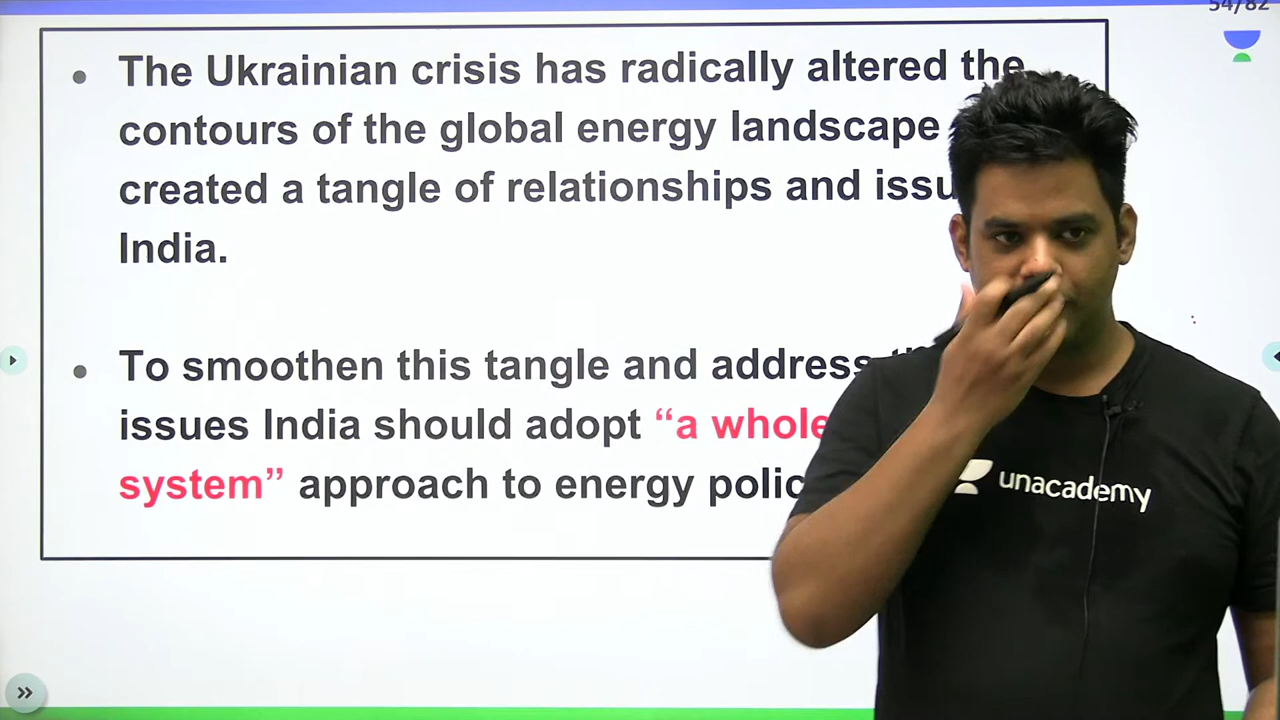 54/82
The Ukrainian crisis has radically altered the
contours of the global energy landscape
created a tangle of relationships and issu
India.
To smoothen this tangle and address
issues India should adopt “a whole
system” approach to energy polic
unacademy